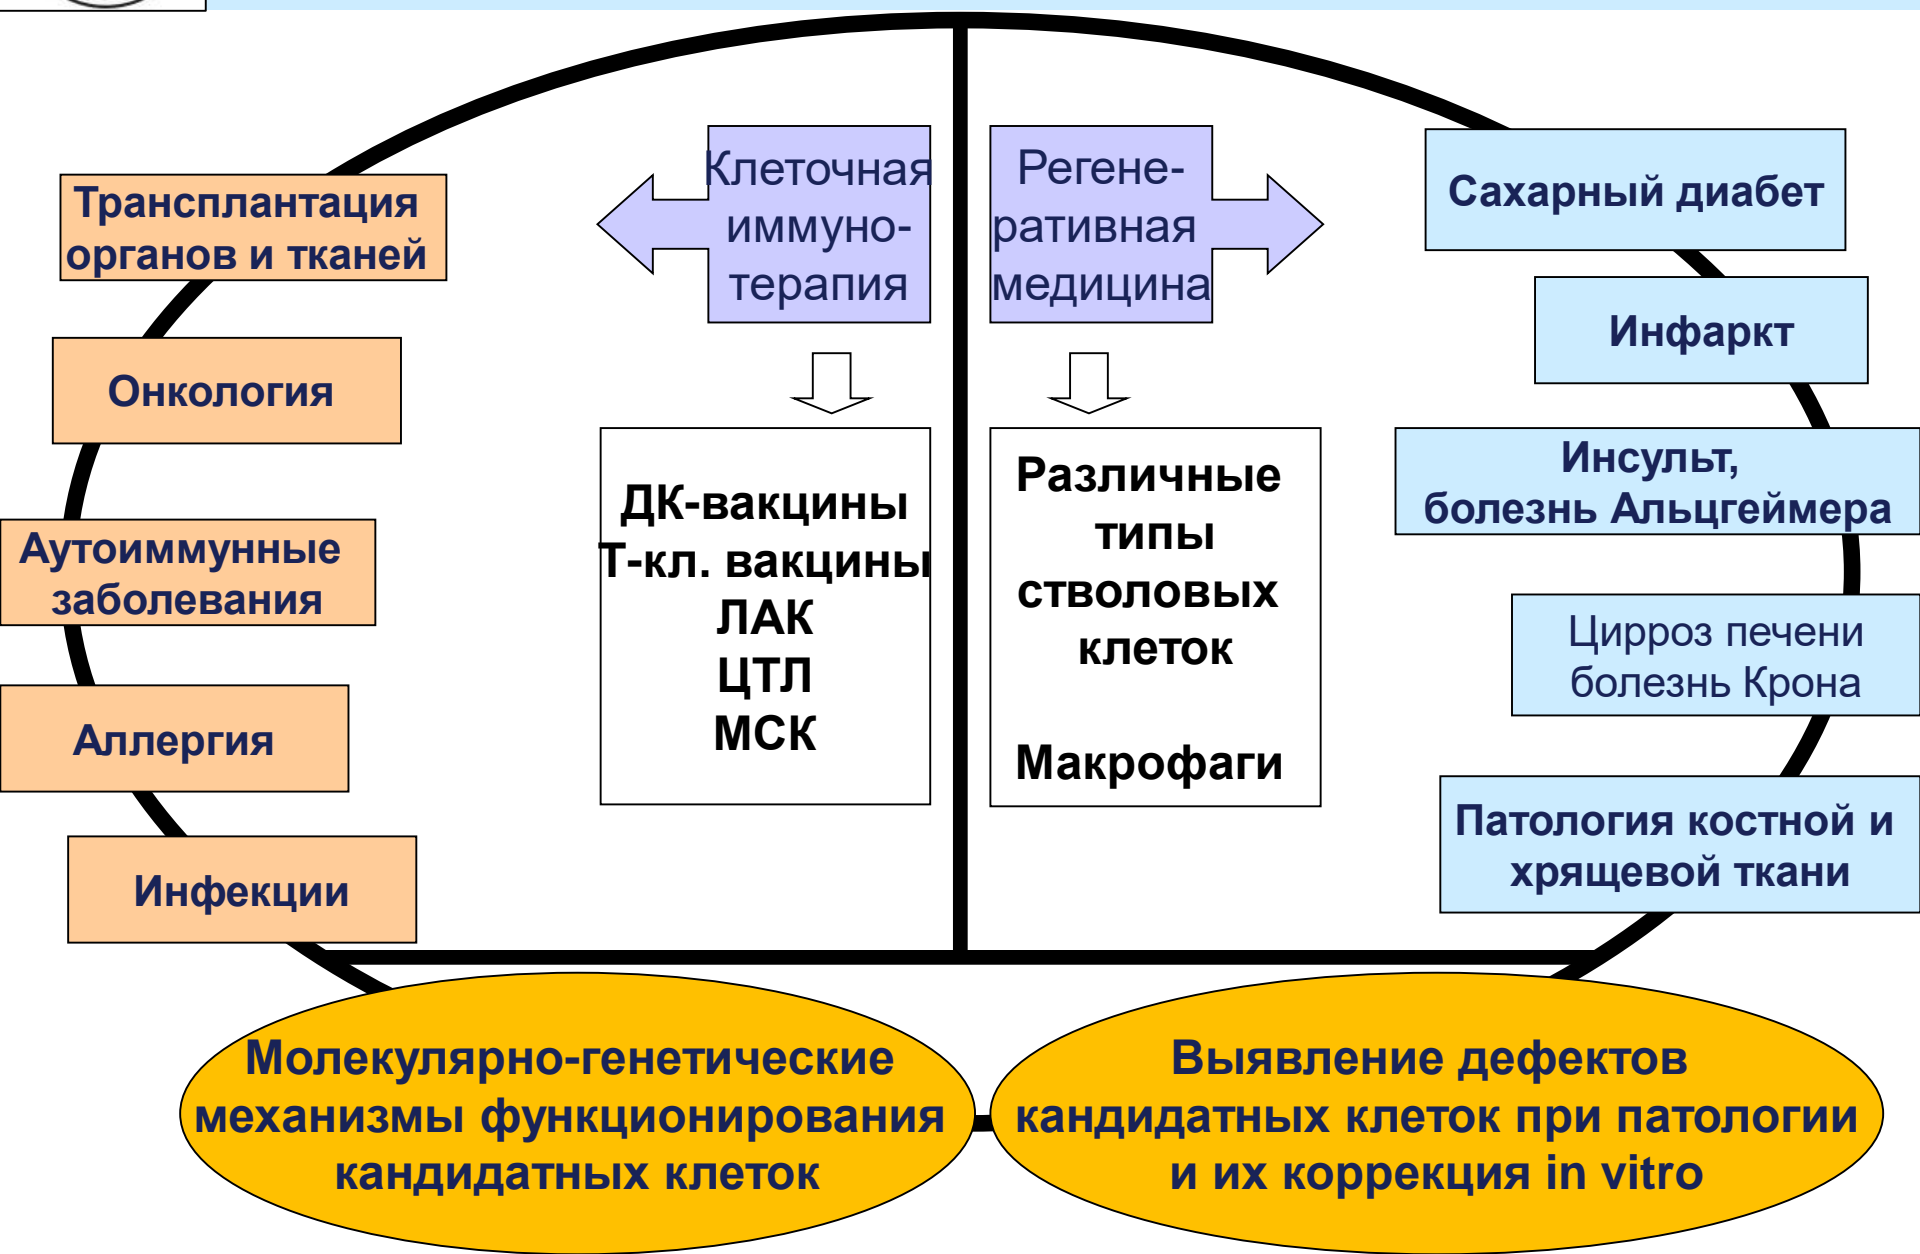 Клеточная
иммуно-
терапия
Регене-
ративная
медицина
Трансплантация
органов и тканей
Онкология
Аутоиммунные
заболевания
Аллергия
Инфекции
ДК-вакцины
Т-кл. вакцины
ЛАК
ЦТЛ
МСК
Различные
типы
стволовых
клеток
Макрофаги
Сахарный диабет
Инфаркт
Инсульт,
болезнь Альцгеймера
Цирроз печени
болезнь Крона
Патология костной и
хрящевой ткани
Молекулярно-генетические
механизмы функционирования
кандидатных клеток
Выявление дефектов
кандидатных клеток при патологии
и их коррекция in vitro